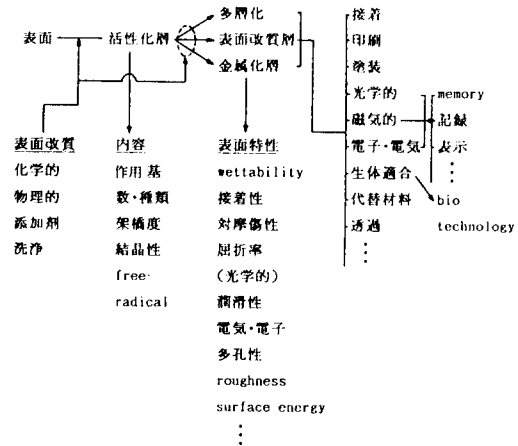 表面
活性化層
多層化
表面改質層
金属化層
表面改質
化学的
物理的
添加剤
洗浄
内容
作用基
数・種類
架橋度
結晶性
free-
radical
表面特性
wettability
接着性
対摩傷性
屈折率
(光学的)
潤滑性
電気・電子
多孔性
roughness
surface energy
接着
印刷
塗装
光学的
磁気的
電子・電気
生体適合
代替材料
透過
memory
記録
表示
bio
technology